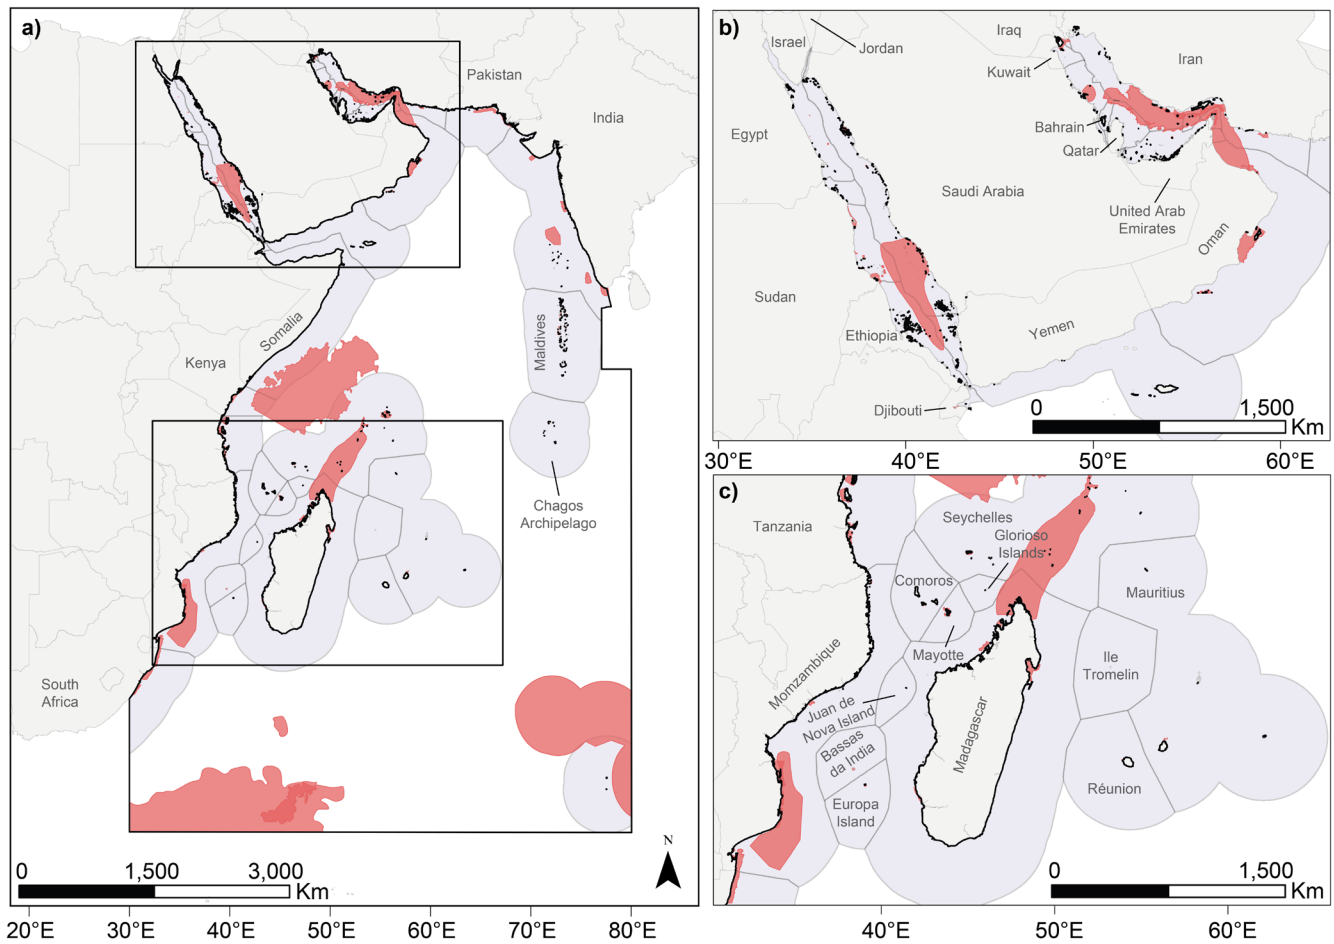 a)
Pakistan
India
Somalia
Kenya
Maldives
Chagos
Archipelago
South
Africa
N
0 1,500 3,000
Km
20°E 30°E 40°E 50°E 60°E 70°E 80°E
b)
Israel
Jordan
Iraq
Kuwait
Iran
Egypt
Bahrain
Qatar
Saudi Arabia
United Arab
Emirates
Oman
Sudan
Ethiopia
Yemen
Djibouti
0 1,500
Km
30°E 40°E 50°E 60°E
c)
Tanzania
Seychelles
Glorioso
Islands
Comoros
Mauritius
Mayotte
Momzambique
Ile
Tromelin
Juan de
Nova Island
Bassas
da India
Madagascar
Europa
Island
Réunion
0 1,500
Km
40°E 50°E 60°E